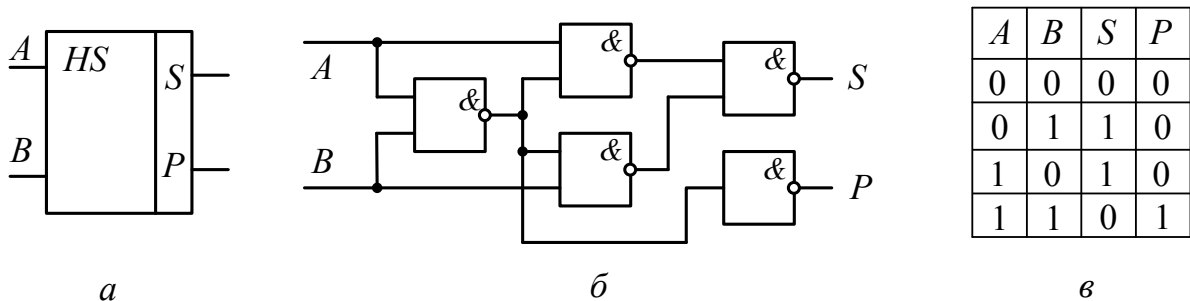 A HS S
B P
A & & & S
B & & P
A B S P
0 0 0 0
0 1 1 0
1 0 1 0
1 1 0 1
а б в